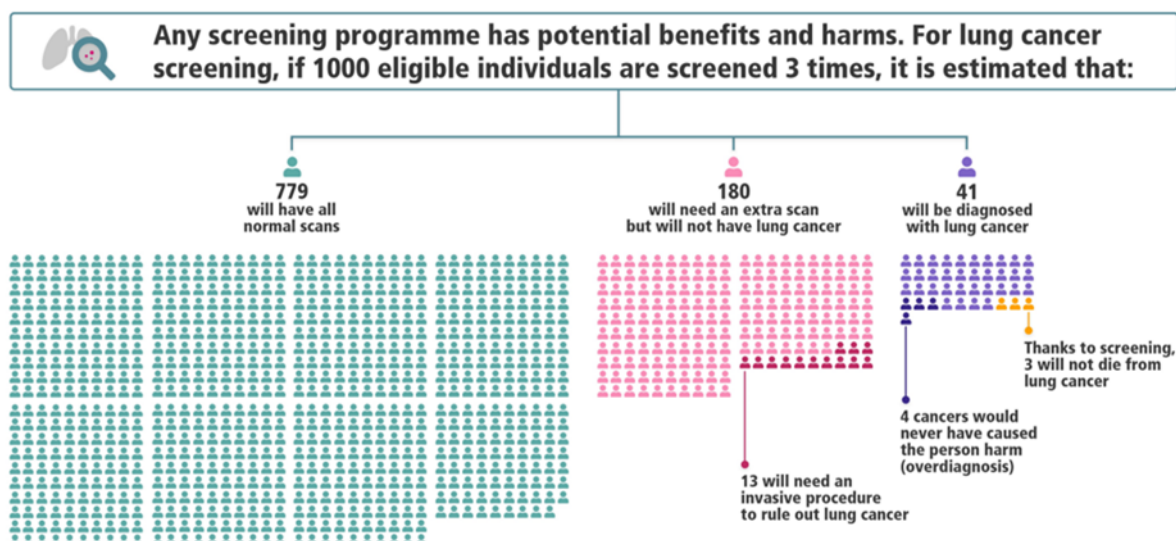 Any screening programme has potential benefits and harms. For lung cancer
screening, if 1000 eligible individuals are screened 3 times, it is estimated that:
779
will have all
normal scans
180
will need an extra scan
but will not have lung cancer
41
will be diagnosed
with lung cancer
Thanks to screening,
3 will not die from
lung cancer
4 cancers would
never have caused
the person harm
(overdiagnosis)
13 will need an
invasive procedure
to rule out lung cancer